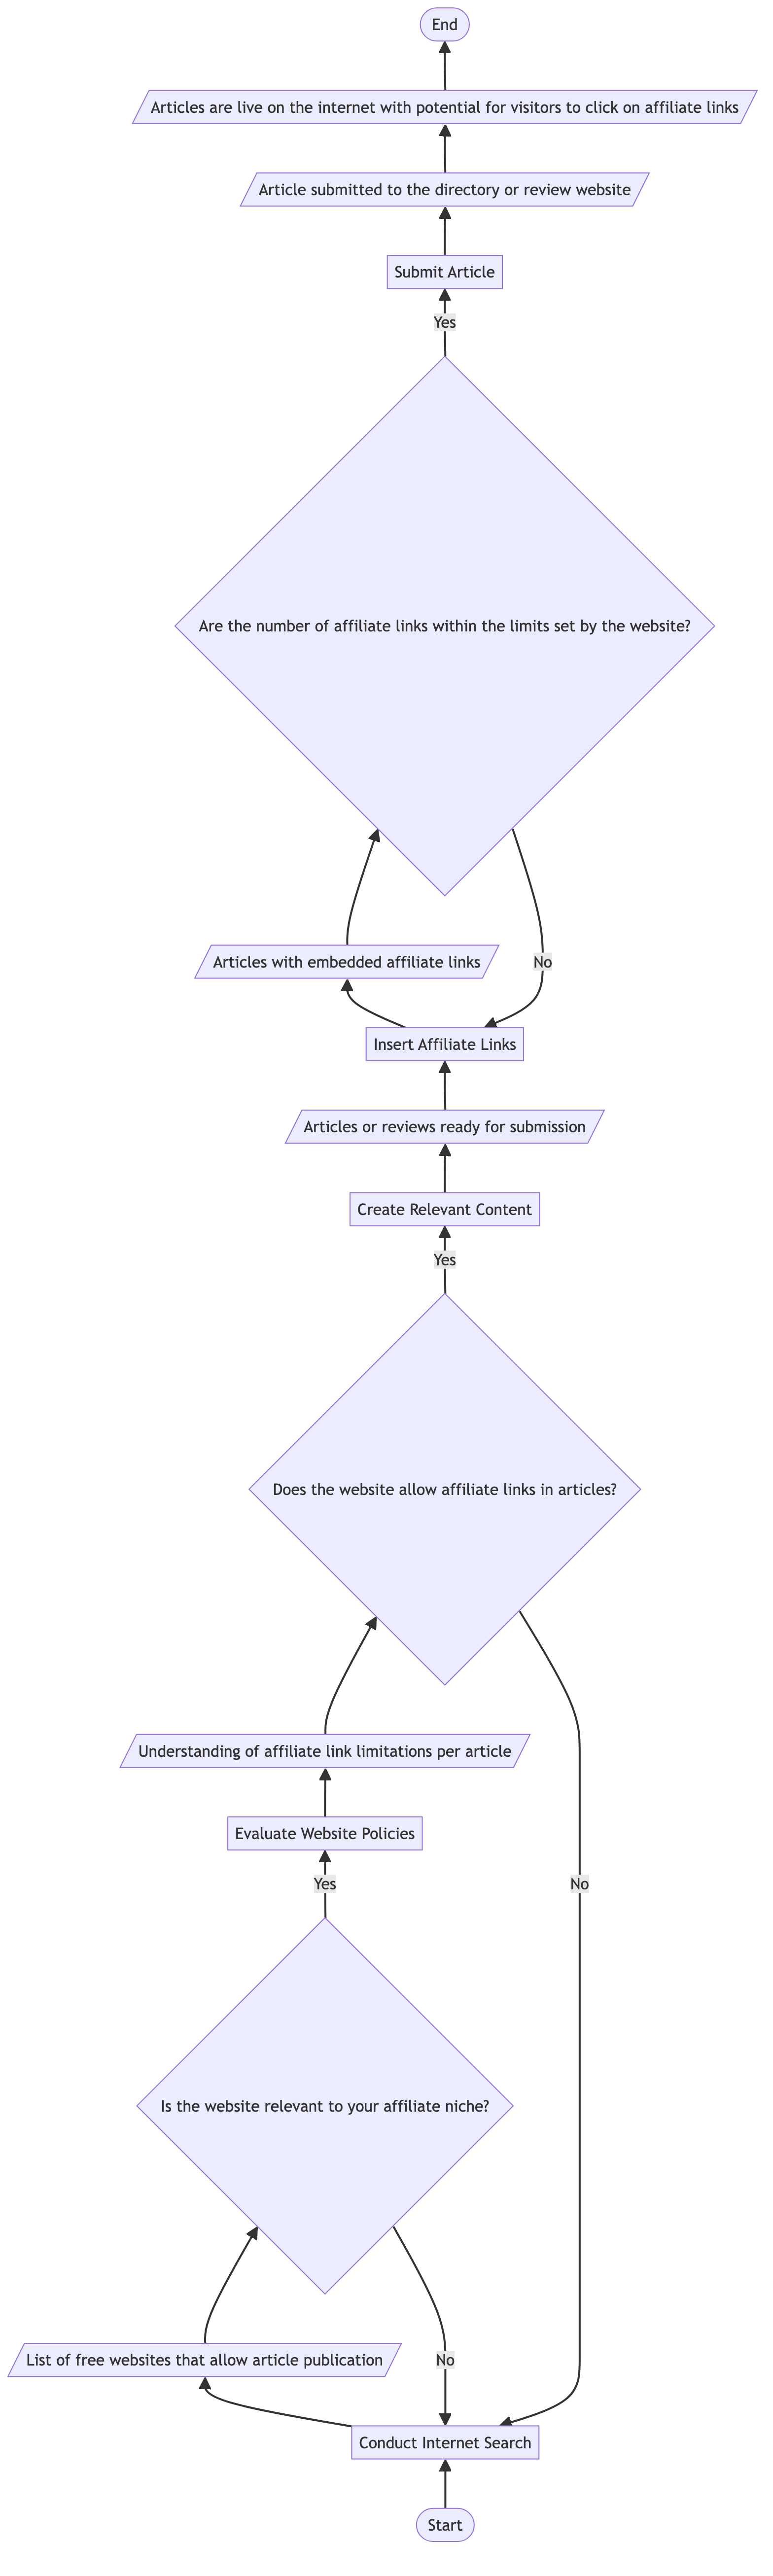 End
Articles are live on the internet with potential for visitors to click on affiliate links
Article submitted to the directory or review website
Submit Article
Yes
Are the number of affiliate links within the limits set by the website?
Articles with embedded affiliate links
No
Insert Affiliate Links
Articles or reviews ready for submission
Create Relevant Content
Yes
Does the website allow affiliate links in articles?
Understanding of affiliate link limitations per article
Evaluate Website Policies
Yes
No
Is the website relevant to your affiliate niche?
List of free websites that allow article publication
No
Conduct Internet Search
Start